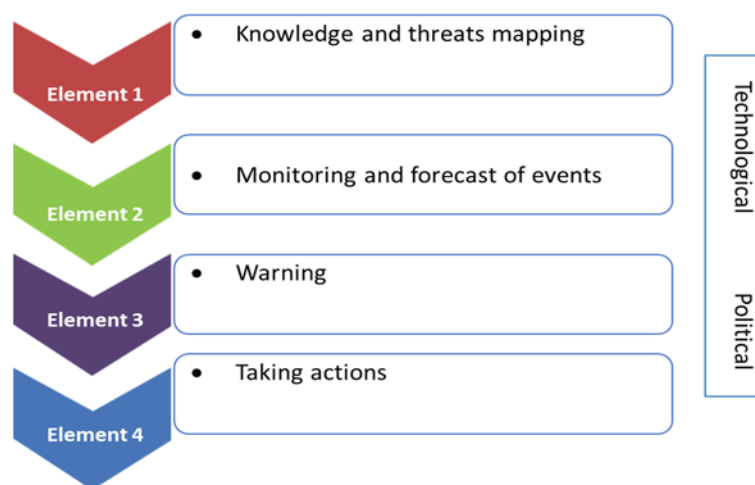 Element 1
• Knowledge and threats mapping
Element 2
• Monitoring and forecast of events
Element 3
• Warning
Element 4
• Taking actions
Technological
Political